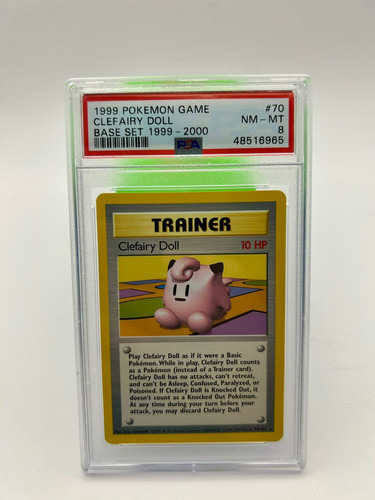 1999 POKEMON GAME #70
CLEFAIRY DOLL NM-MT
BASE SET 1999-2000 8
PSA 48516965
TRAINER
Clefairy Doll 10 HP
Play Clefairy Doll as if it were a Basic
Pokémon. While in play, Clefairy Doll counts
as a Pokémon (instead of a Trainer card).
Clefairy Doll has no attacks, can't retreat,
and can't be Asleep, Confused, Paralyzed, or
Poisoned. If Clefairy Doll is Knocked Out, it
doesn't count as a Knocked Out Pokémon.
At any time during your turn before your
attack, you may discard Clefairy Doll.